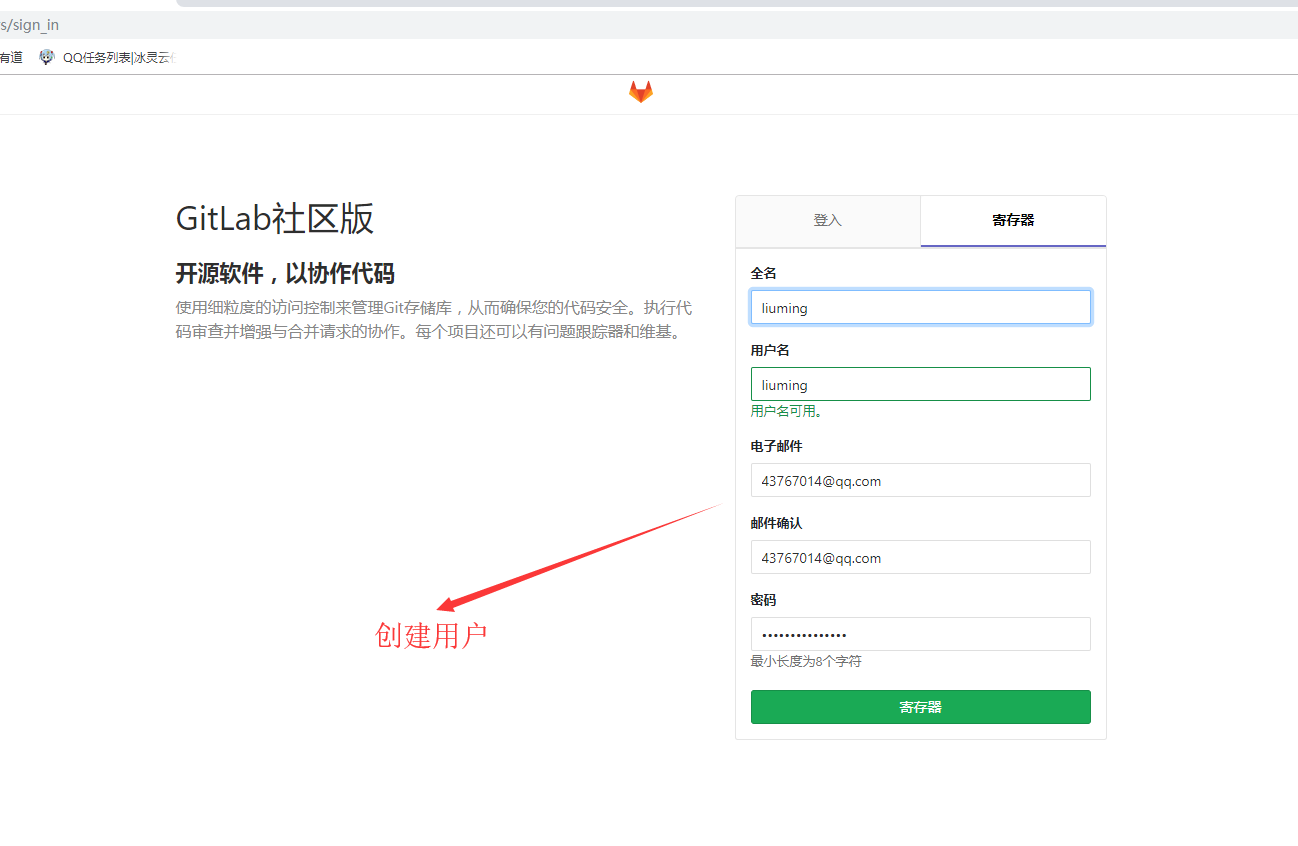 s/sign_in
有道
QQ任务列表|冰灵云
GitLab社区版
开源软件，以协作代码
使用细粒度的访问控制来管理Git存储库，从而确保您的代码安全。执行代
码审查并增强与合并请求的协作。每个项目还可以有问题跟踪器和维基。
登入
寄存器
全名
liuming
用户名
liuming
用户名可用。
电子邮件
43767014@qq.com
邮件确认
43767014@qq.com
密码
•••••••••••••••
最小长度为8个字符
寄存器
创建用户